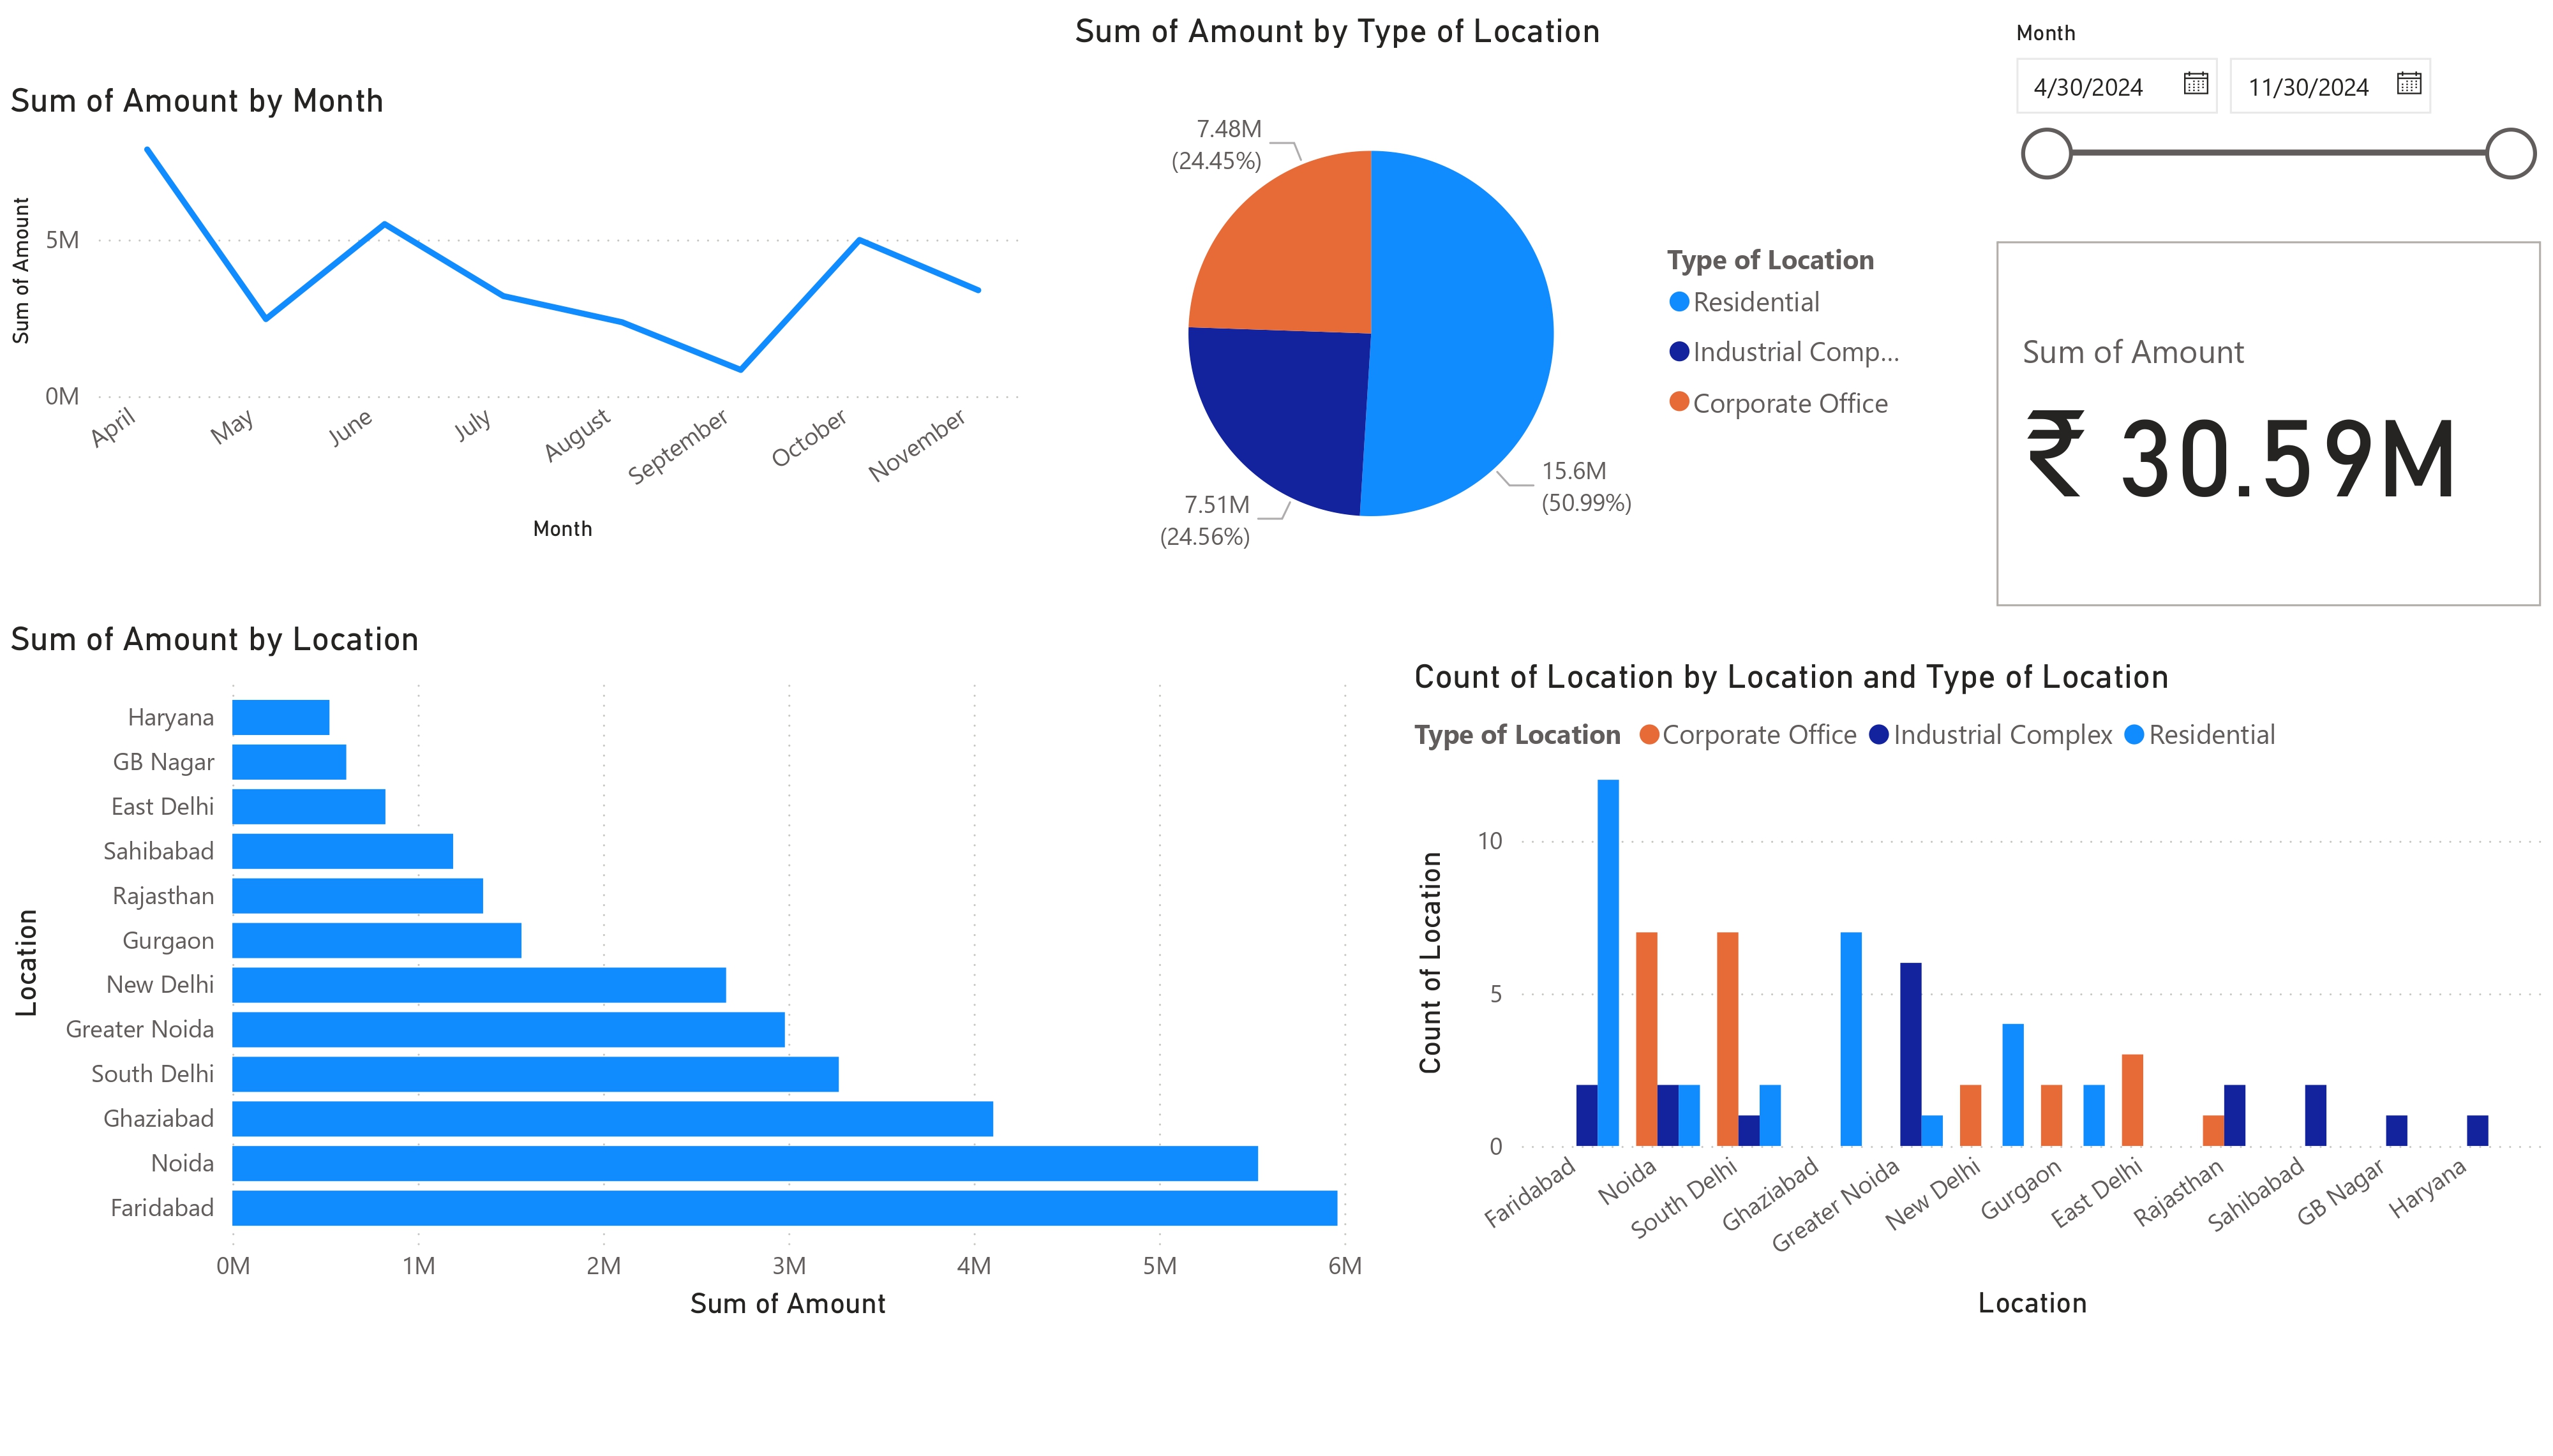 Sum of Amount by Month
Sum of Amount
5M
0M
April
May
June
July
August
September
October
November
Month
Sum of Amount by Type of Location
7.48M
(24.45%)
7.51M
(24.56%)
15.6M
(50.99%)
Type of Location
Residential
Industrial Comp...
Corporate Office
Month
4/30/2024
11/30/2024
Sum of Amount
₹ 30.59M
Sum of Amount by Location
Location
Haryana
GB Nagar
East Delhi
Sahibabad
Rajasthan
Gurgaon
New Delhi
Greater Noida
South Delhi
Ghaziabad
Noida
Faridabad
0M 1M 2M 3M 4M 5M 6M
Sum of Amount
Count of Location by Location and Type of Location
Type of Location Corporate Office Industrial Complex Residential
Count of Location
10
5
0
Faridabad
Noida
South Delhi
Ghaziabad
Greater Noida
New Delhi
Gurgaon
East Delhi
Rajasthan
Sahibabad
GB Nagar
Haryana
Location